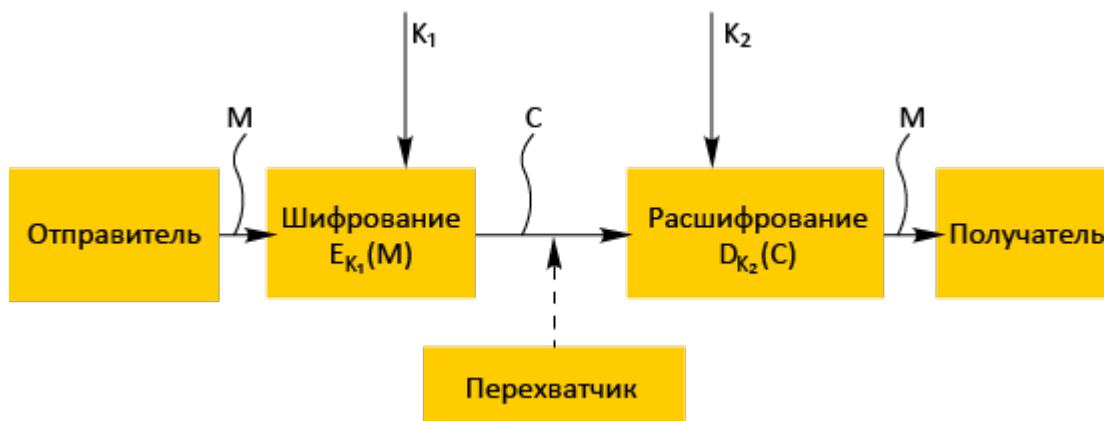 K₁
K₂
M
C
M
Отправитель
Шифрование
E_K₁(M)
Расшифрование
D_K₂(C)
Получатель
Перехватчик